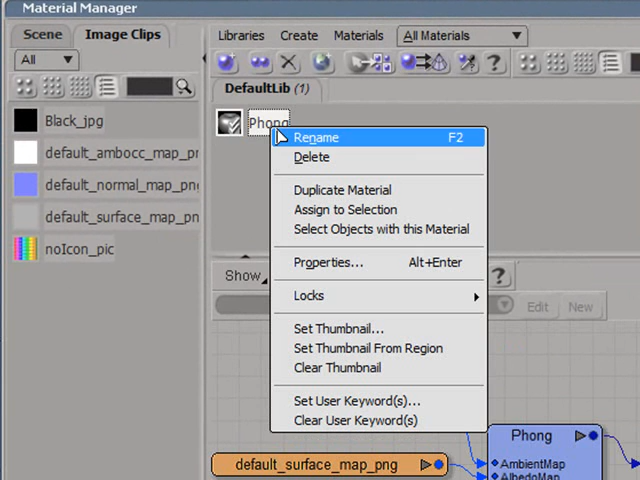 Material Manager
Scene
Image Clips
All
Black_jpg
default_ambocc_map_pn
default_normal_map_png
default_surface_map_pn
noIcon_pic
Libraries Create Materials All Materials
?
DefaultLib (1)
Phong
Rename F2
Delete
Duplicate Material
Assign to Selection
Select Objects with this Material
Properties... Alt+Enter
Locks
Set Thumbnail...
Set Thumbnail From Region
Clear Thumbnail
Set User Keyword(s)...
Clear User Keyword(s)
Show
?
Edit New
default_surface_map_png
Phong
AmbientMap
AlbedoMap